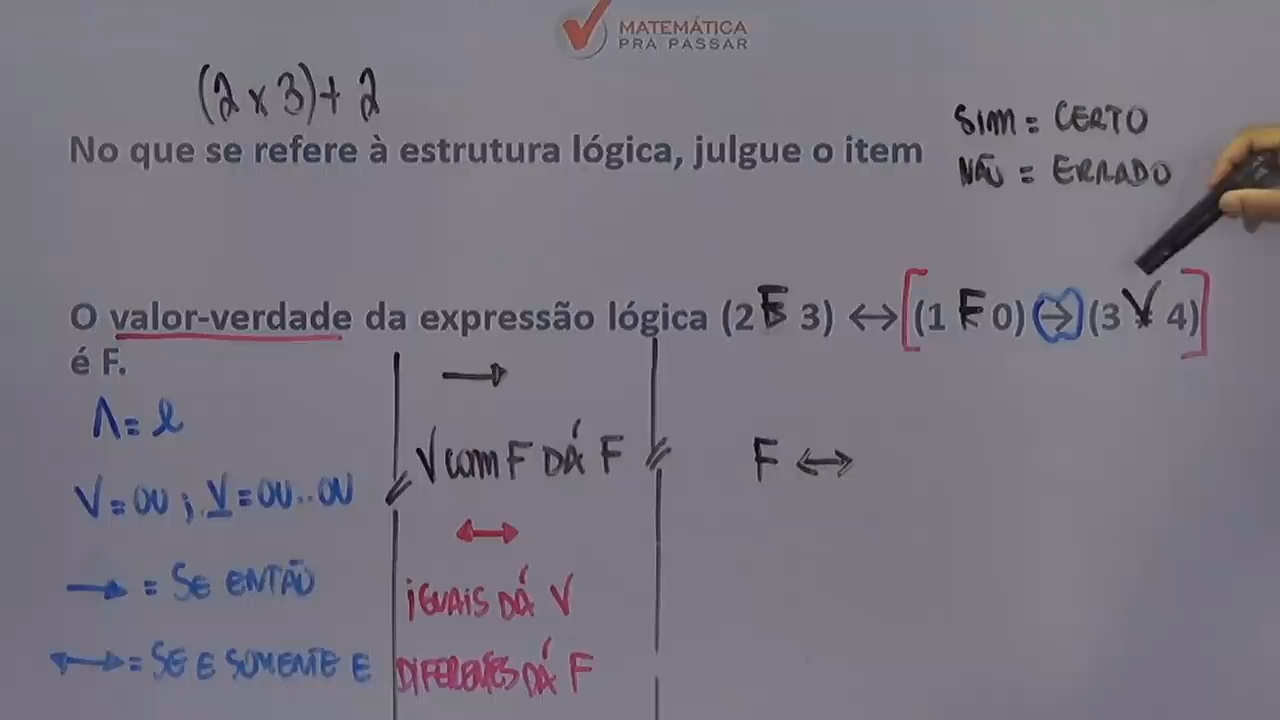 MATEMÁTICA
PRA PASSAR
(2 x 3) + 2
SIM = CERTO
NÃO = ERRADO
No que se refere à estrutura lógica, julgue o item
O valor-verdade da expressão lógica (2 F 3) ↔ [(1 F 0) → (3 V 4)]
é F.
Λ = e
V = OU ; V = OU..OU
→ = SE ENTÃO
↔ = SE E SOMENTE E
→
V com F DÁ F
↔
iGUAIS DÁ V
DIFERENTES DÁ F
F ↔